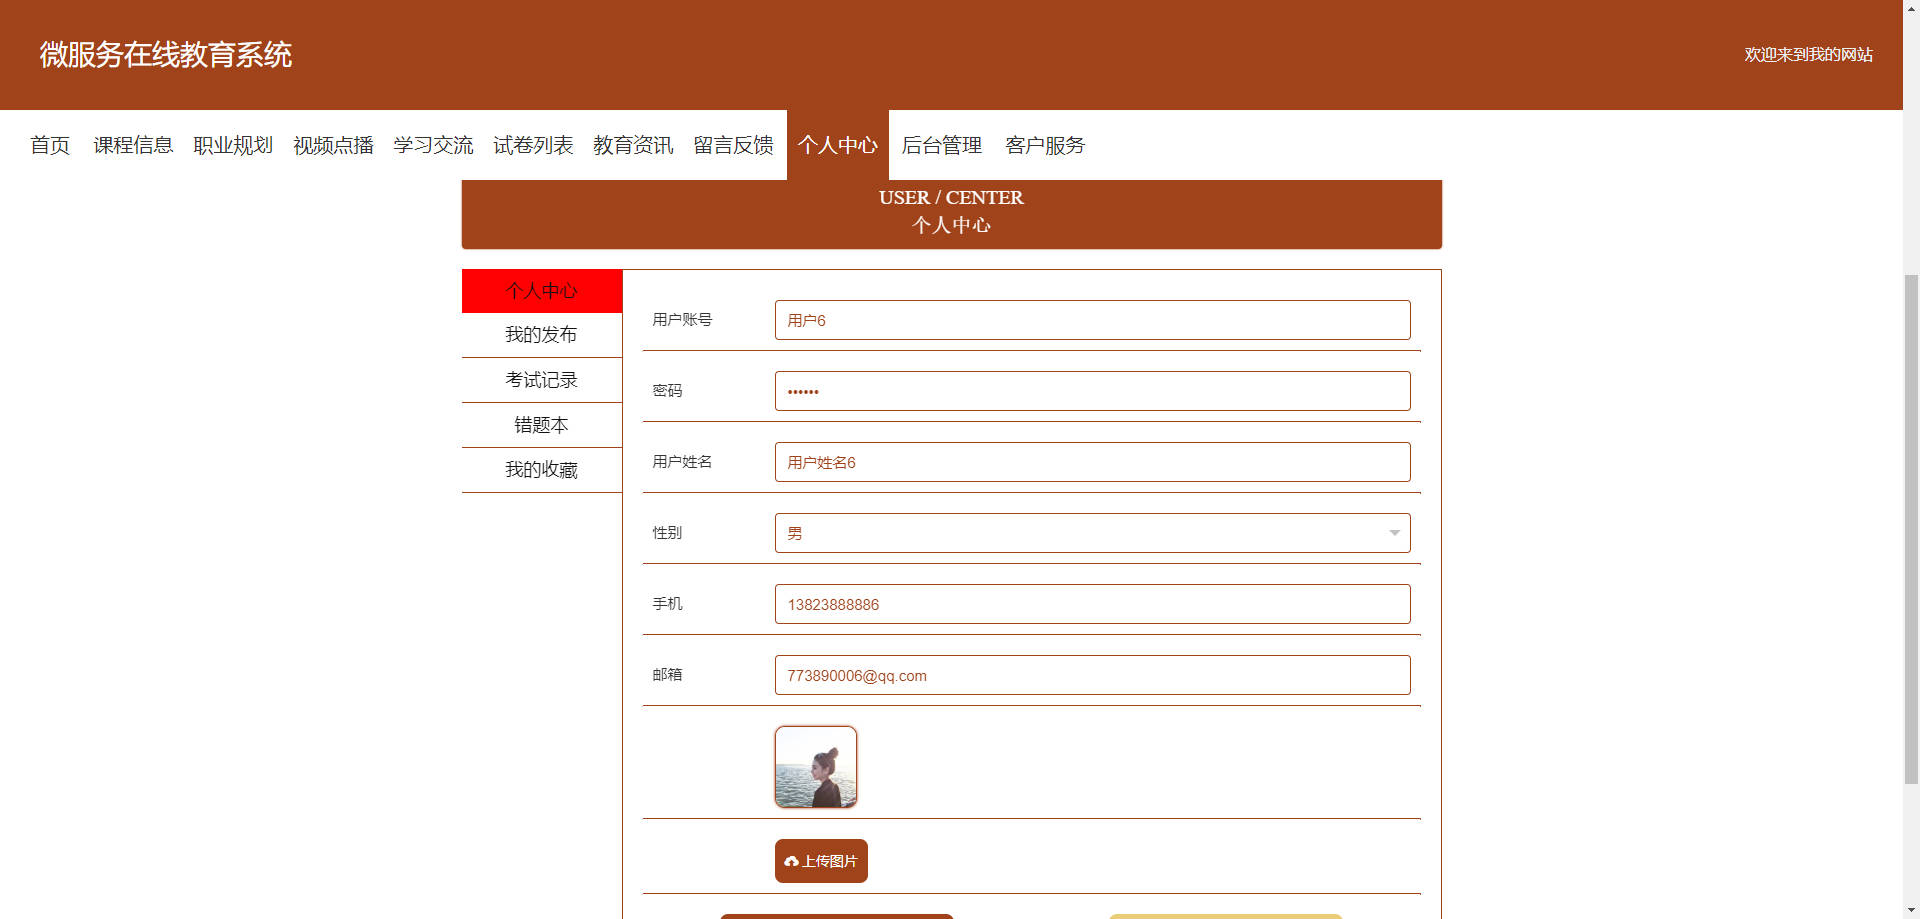 微服务在线教育系统
欢迎来到我的网站
首页 课程信息 职业规划 视频点播 学习交流 试卷列表 教育资讯 留言反馈 个人中心 后台管理 客户服务
USER / CENTER
个人中心
个人中心
我的发布
考试记录
错题本
我的收藏
用户账号 用户6
密码 ••••••
用户姓名 用户姓名6
性别 男
手机 13823888886
邮箱 773890006@qq.com
上传图片